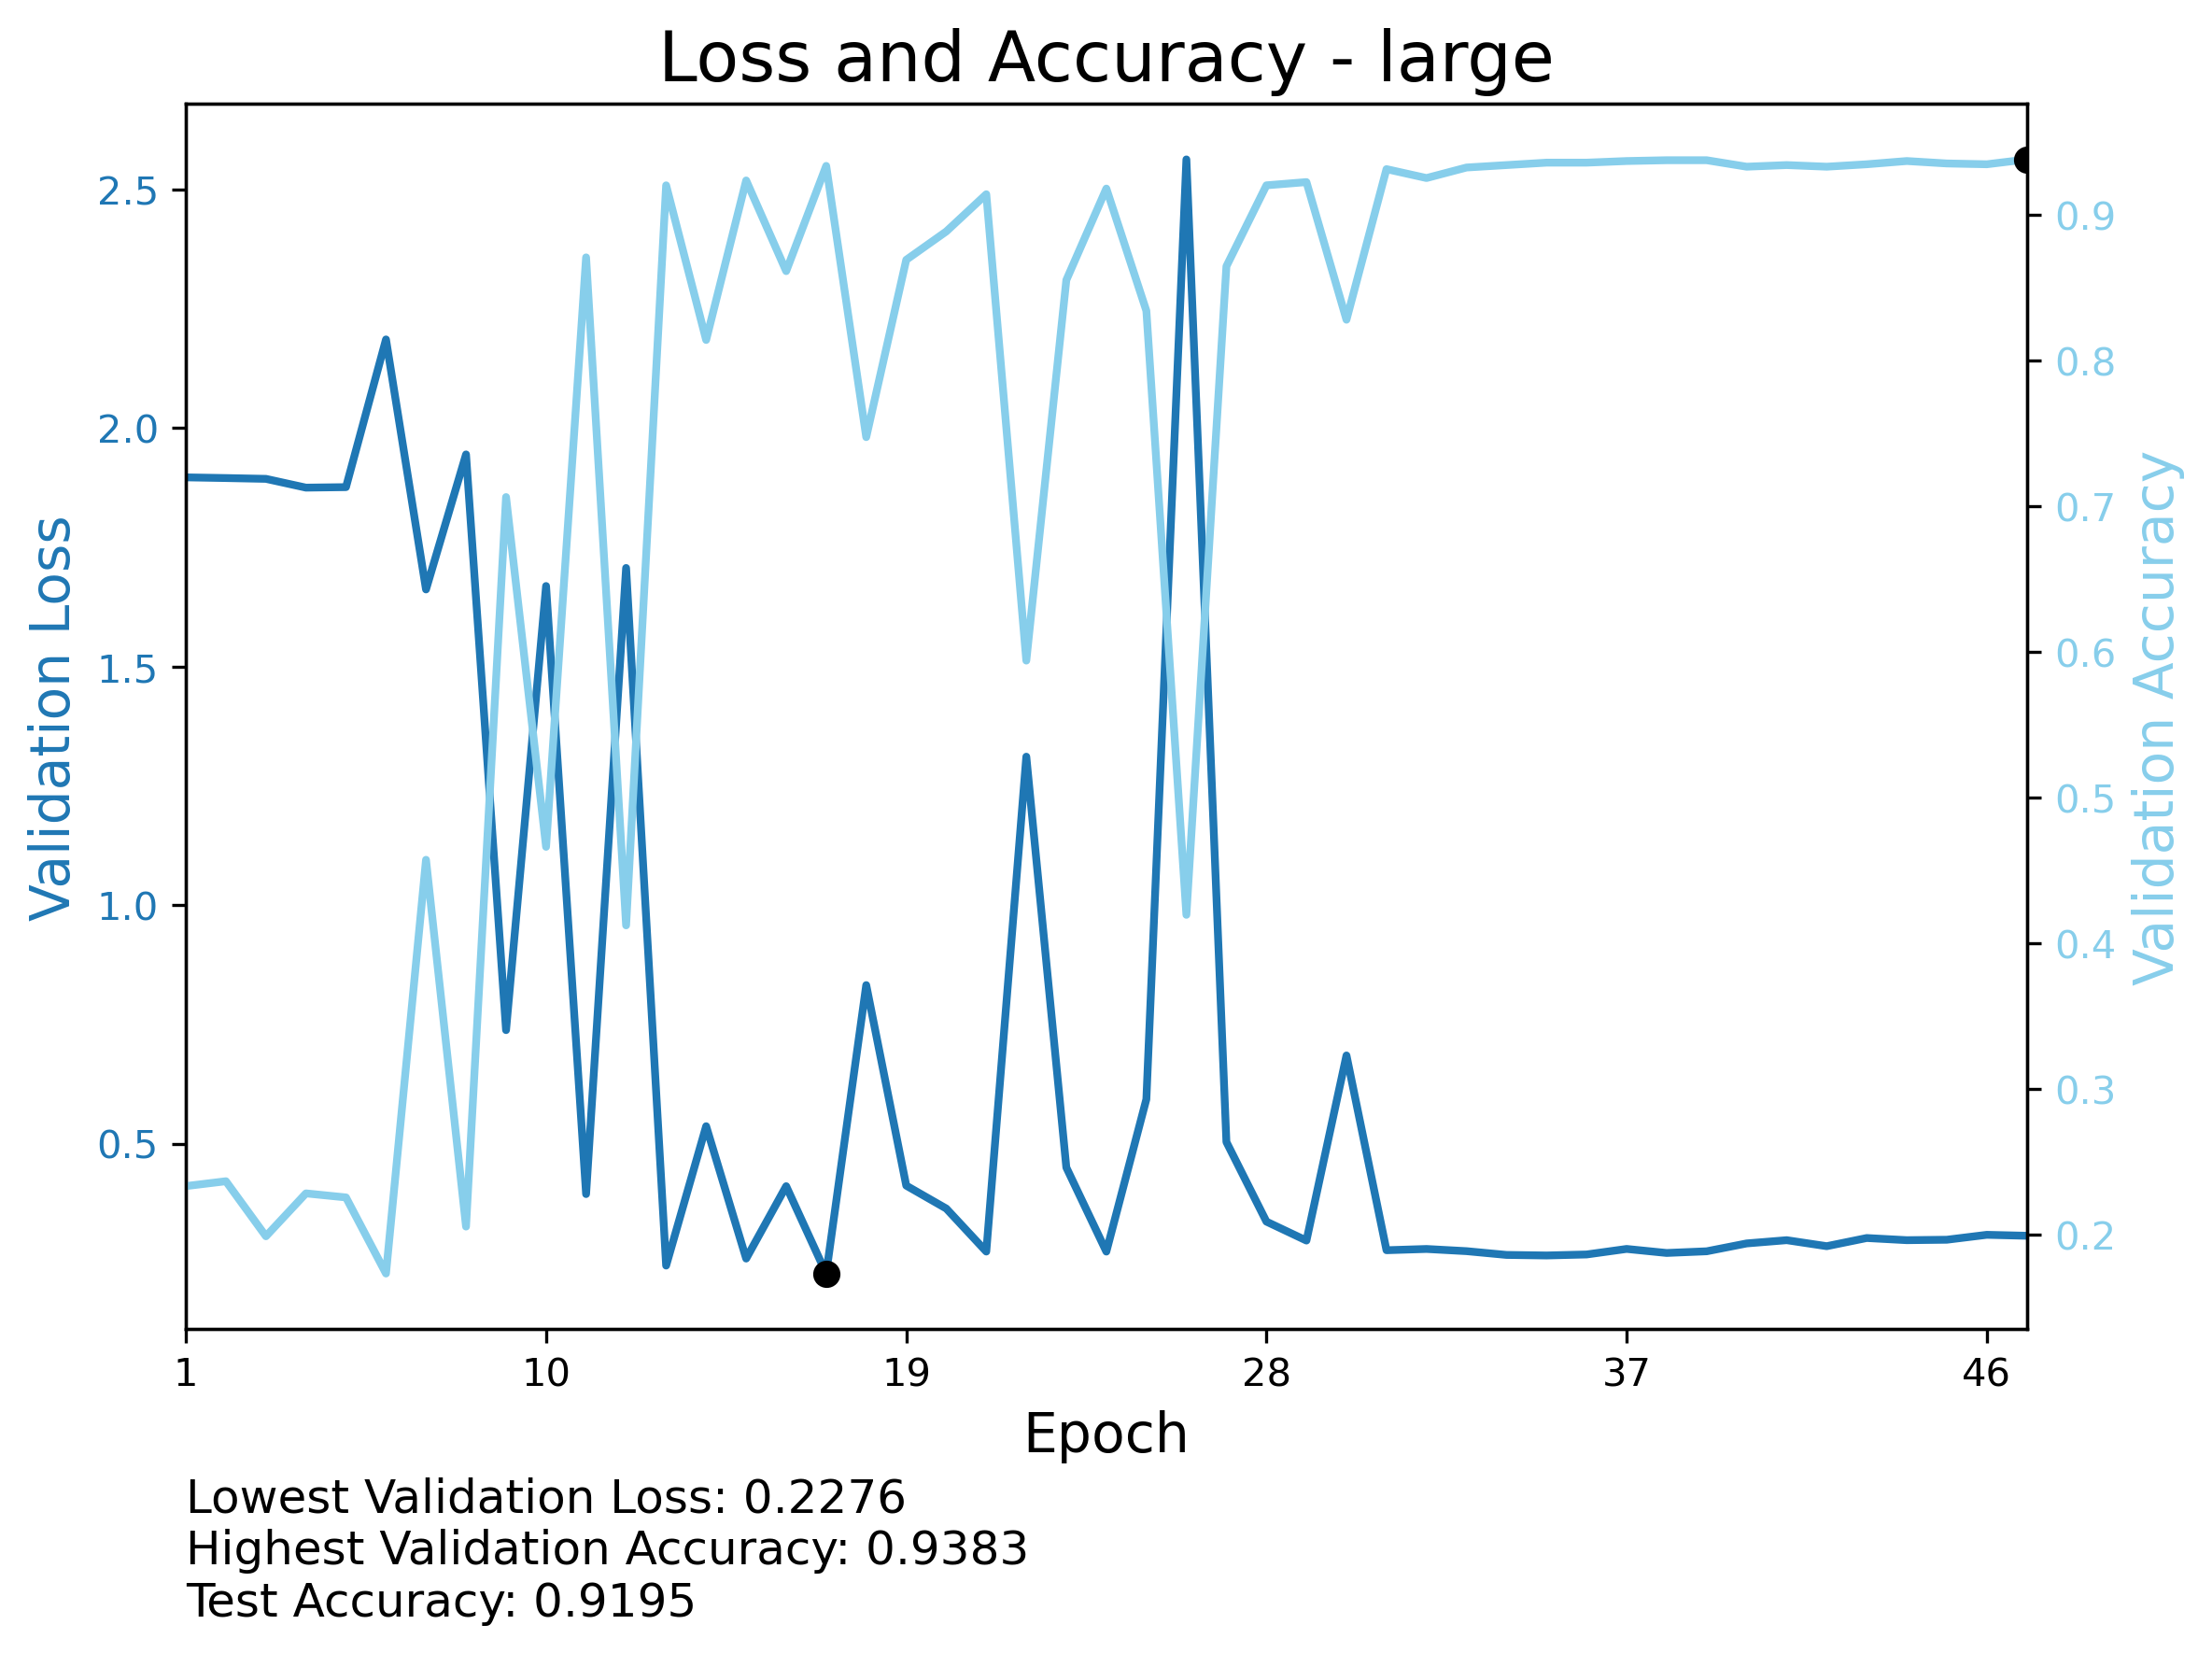 Loss and Accuracy - large
2.5
2.0
1.5
1.0
0.5
Validation Loss
0.9
0.8
0.7
0.6
0.5
0.4
0.3
0.2
Validation Accuracy
1 10 19 28 37 46
Epoch
Lowest Validation Loss: 0.2276
Highest Validation Accuracy: 0.9383
Test Accuracy: 0.9195